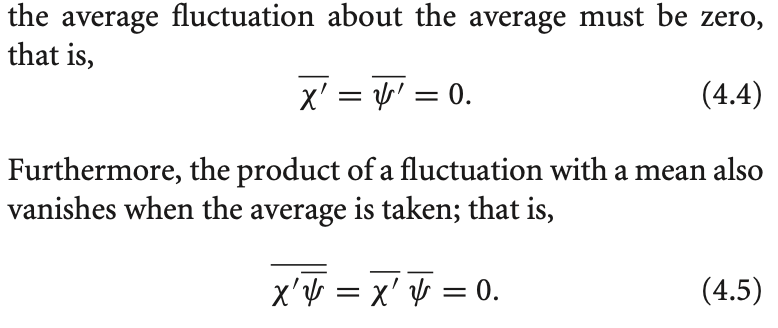 the average fluctuation about the average must be zero,
that is,
$\overline{\chi'} = \overline{\psi'} = 0.$ (4.4)
Furthermore, the product of a fluctuation with a mean also
vanishes when the average is taken; that is,
$\overline{\chi'\overline{\psi}} = \overline{\chi'}\,\overline{\psi} = 0.$ (4.5)